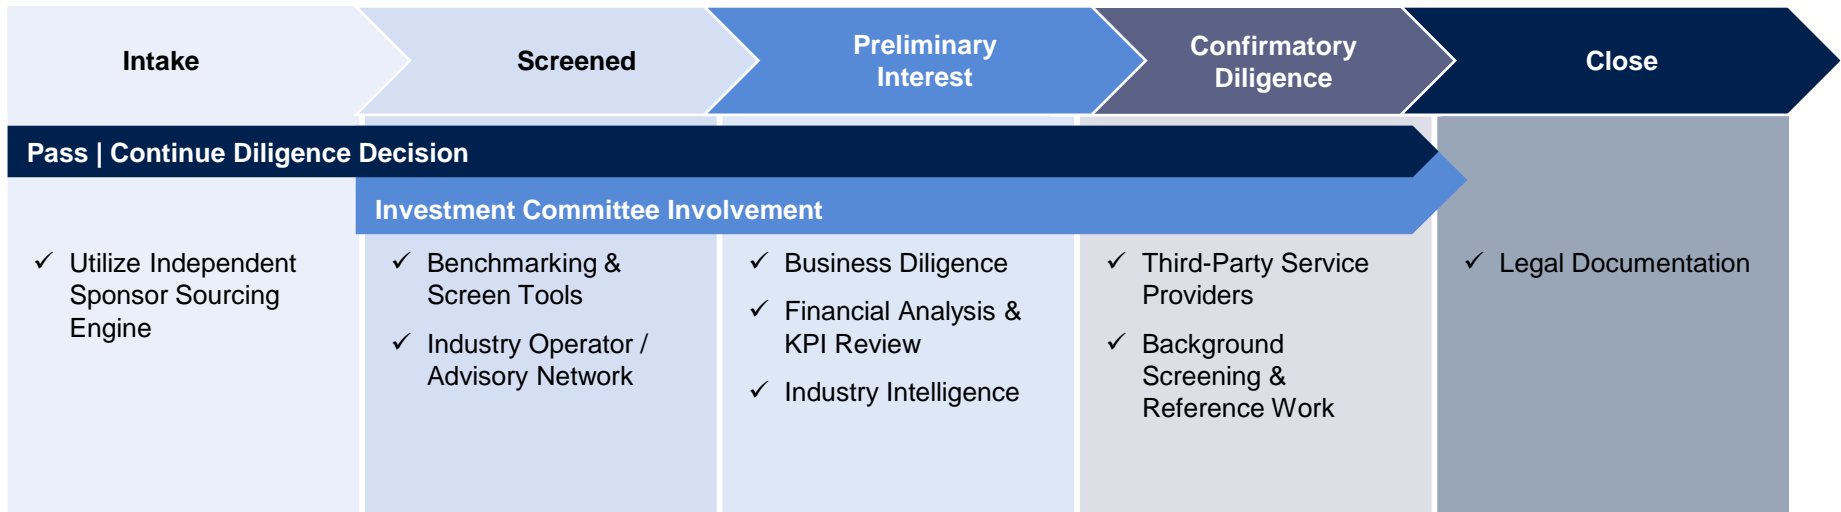 Intake
Screened
Preliminary
Interest
Confirmatory
Diligence
Close
Pass | Continue Diligence Decision
Investment Committee Involvement
✓ Utilize Independent
Sponsor Sourcing
Engine
✓ Benchmarking &
Screen Tools
✓ Industry Operator /
Advisory Network
✓ Business Diligence
✓ Financial Analysis &
KPI Review
✓ Industry Intelligence
✓ Third-Party Service
Providers
✓ Background
Screening &
Reference Work
✓ Legal Documentation